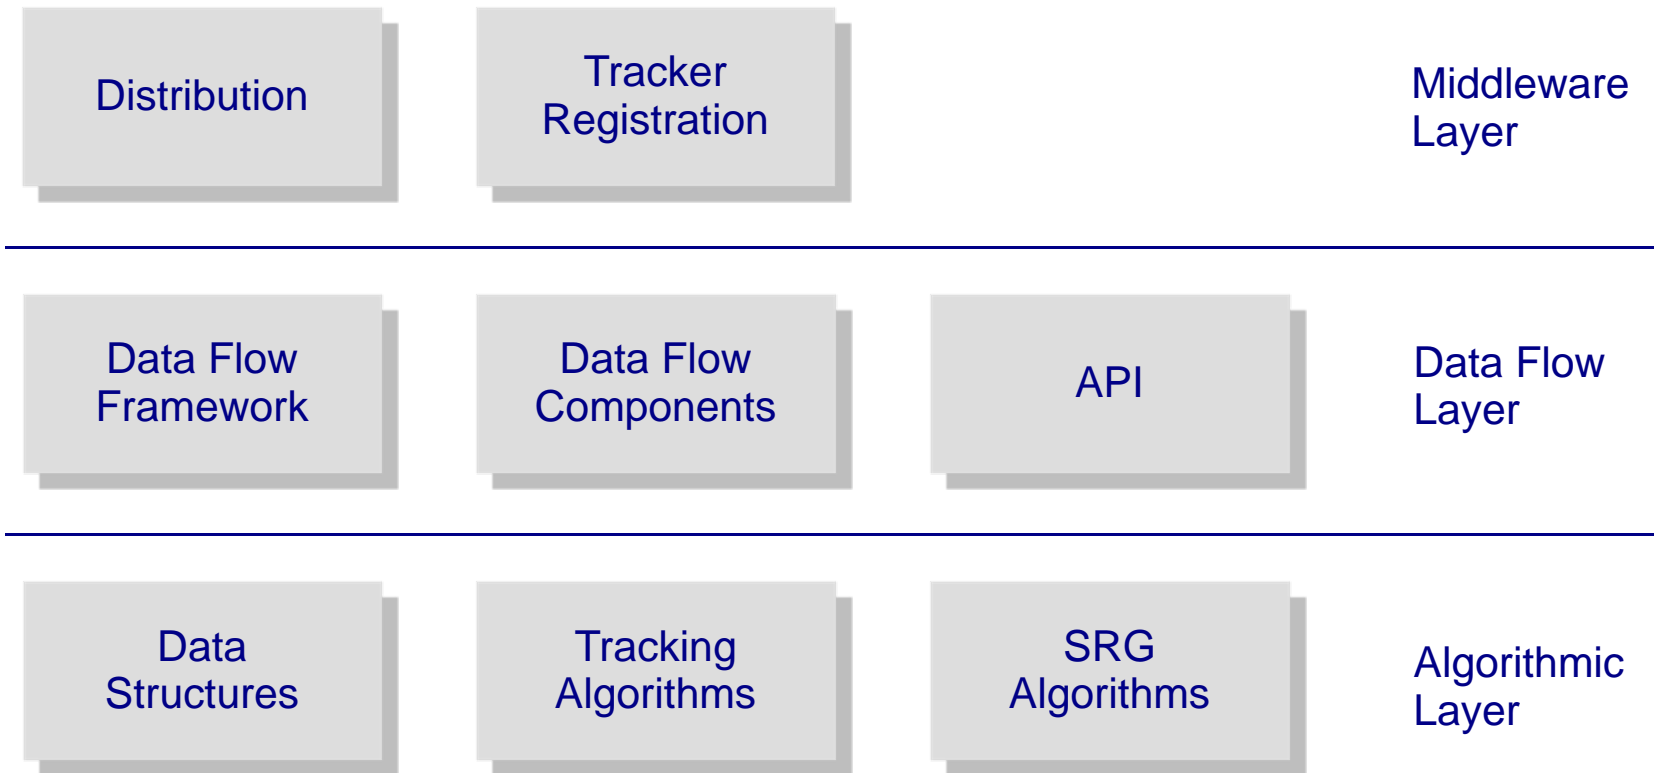 Distribution
Tracker
Registration
Middleware
Layer
Data Flow
Framework
Data Flow
Components
API
Data Flow
Layer
Data
Structures
Tracking
Algorithms
SRG
Algorithms
Algorithmic
Layer